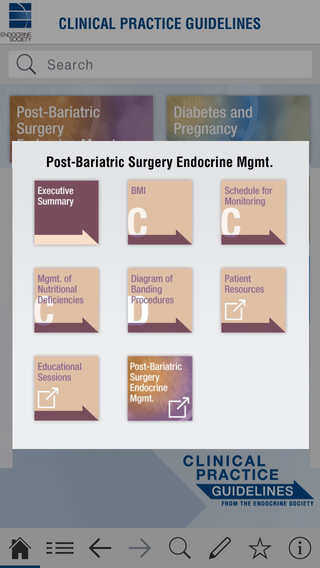 ENDOCRINE
SOCIETY
CLINICAL PRACTICE GUIDELINES
Search
Post-Bariatric
Surgery
Diabetes and
Pregnancy
Post-Bariatric Surgery Endocrine Mgmt.
Executive
Summary
BMI
C
Schedule for
Monitoring
C
Mgmt. of
Nutritional
Deficiencies
C
Diagram of
Banding
Procedures
D
Patient
Resources
Educational
Sessions
Post-Bariatric
Surgery
Endocrine
Mgmt.
CLINICAL
PRACTICE
GUIDELINES
FROM THE ENDOCRINE SOCIETY